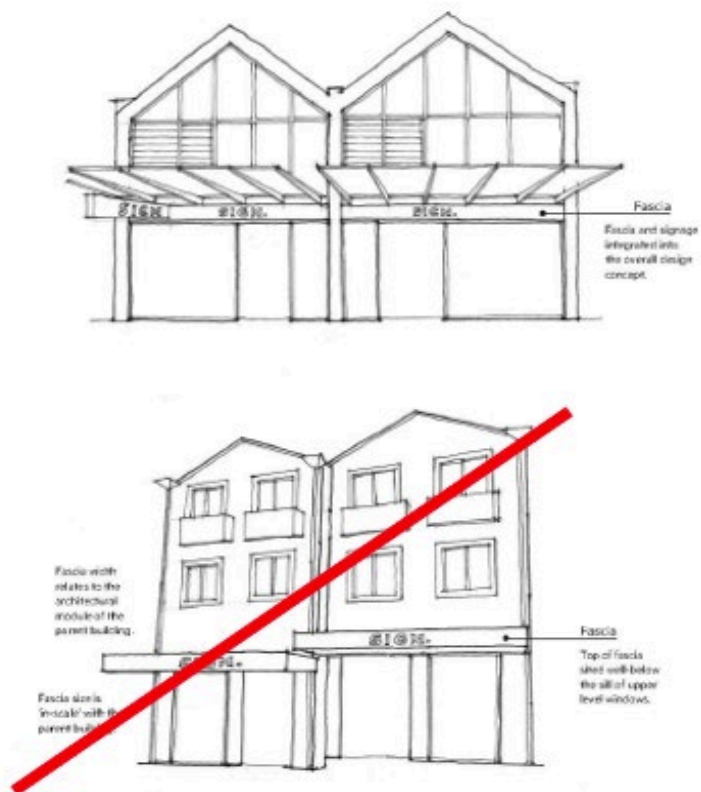 SIGN
SIGN.
SIGN.
Fascia
Fascia and signage
integrated into
the overall design
concept.
Fascia width
relates to the
architectural
module of the
parent building.
SIGN.
SIGN.
Fascia
Top of fascia
sited well below
the sill of upper
level windows.
Fascia size is
'in-scale' with the
parent